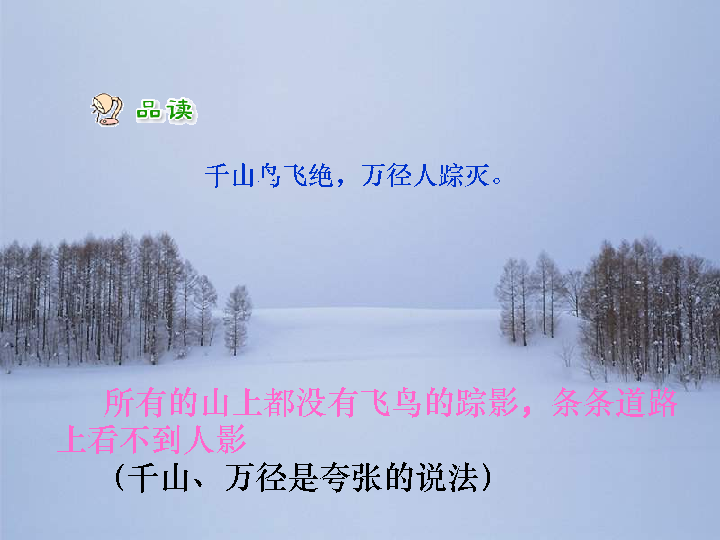 品读
千山鸟飞绝，万径人踪灭。
所有的山上都没有飞鸟的踪影，条条道路
上看不到人影
（千山、万径是夸张的说法）